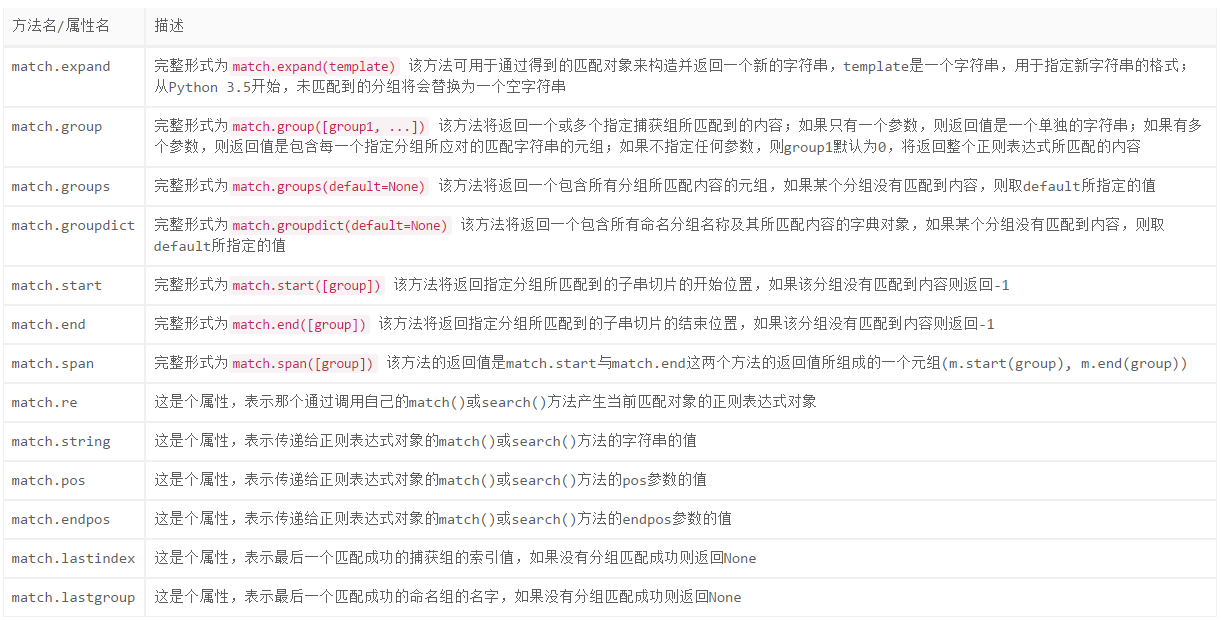 方法名/属性名 描述
match.expand 完整形式为 match.expand(template) 该方法可用于通过得到的匹配对象来构造并返回一个新的字符串，template是一个字符串，用于指定新字符串的格式；
从Python 3.5开始，未匹配到的分组将会替换为一个空字符串
match.group 完整形式为 match.group([group1, ...]) 该方法将返回一个或多个指定捕获组所匹配到的内容；如果只有一个参数，则返回值是一个单独的字符串；如果有多
个参数，则返回值是包含每一个指定分组所应对的匹配字符串的元组；如果不指定任何参数，则group1默认为0，将返回整个正则表达式所匹配的内容
match.groups 完整形式为 match.groups(default=None) 该方法将返回一个包含所有分组所匹配内容的元组，如果某个分组没有匹配到内容，则取default所指定的值
match.groupdict 完整形式为 match.groupdict(default=None) 该方法将返回一个包含所有命名分组名称及其所匹配内容的字典对象，如果某个分组没有匹配到内容，则取
default所指定的值
match.start 完整形式为 match.start([group]) 该方法将返回指定分组所匹配到的子串切片的开始位置，如果该分组没有匹配到内容则返回-1
match.end 完整形式为 match.end([group]) 该方法将返回指定分组所匹配到的子串切片的结束位置，如果该分组没有匹配到内容则返回-1
match.span 完整形式为 match.span([group]) 该方法的返回值是match.start与match.end这两个方法的返回值所组成的一个元组(m.start(group), m.end(group))
match.re 这是个属性，表示那个通过调用自己的match()或search()方法产生当前匹配对象的正则表达式对象
match.string 这是个属性，表示传递给正则表达式对象的match()或search()方法的字符串的值
match.pos 这是个属性，表示传递给正则表达式对象的match()或search()方法的pos参数的值
match.endpos 这是个属性，表示传递给正则表达式对象的match()或search()方法的endpos参数的值
match.lastindex 这是个属性，表示最后一个匹配成功的捕获组的索引值，如果没有分组匹配成功则返回None
match.lastgroup 这是个属性，表示最后一个匹配成功的命名组的名字，如果没有分组匹配成功则返回None